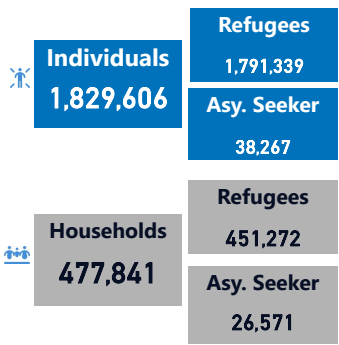 Individuals
1,829,606
Refugees
1,791,339
Asy. Seeker
38,267
Households
477,841
Refugees
451,272
Asy. Seeker
26,571